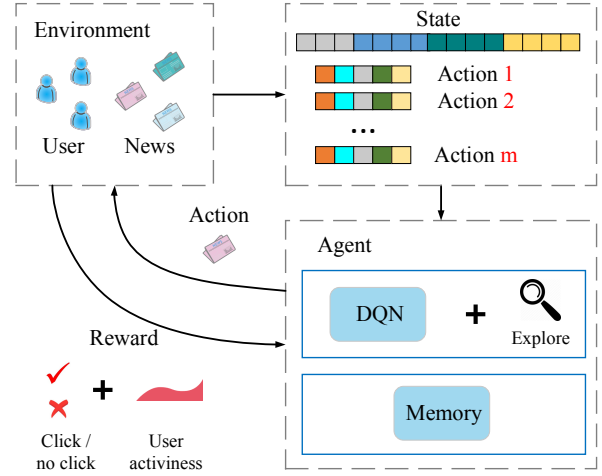 Environment
User
News
State
Action 1
Action 2
...
Action m
Action
Agent
DQN
+
Explore
Memory
Reward
+
Click /
no click
User
activiness